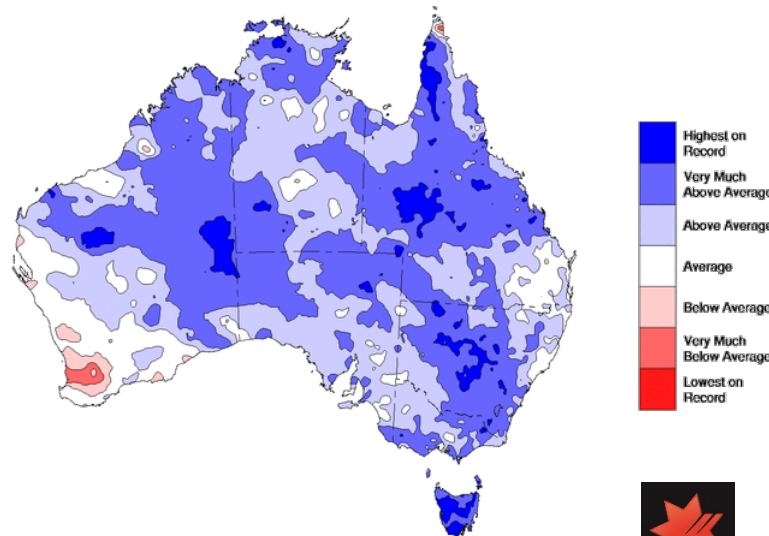 Highest on
Record
Very Much
Above Average
Above Average
Average
Below Average
Very Much
Below Average
Lowest on
Record